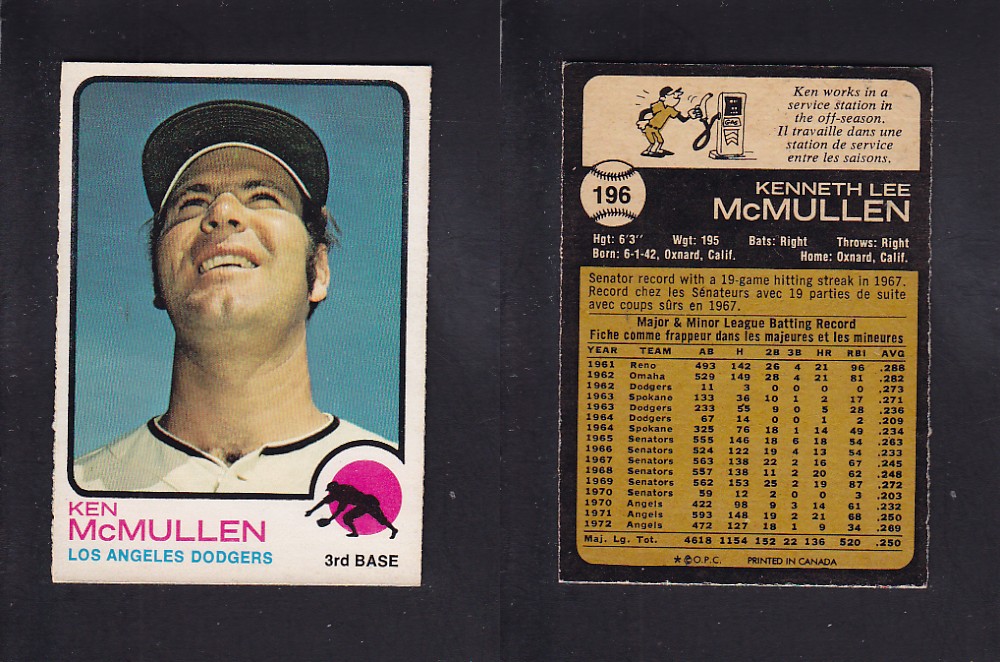 KEN
McMULLEN
LOS ANGELES DODGERS
3rd BASE
GAS
Ken works in a
service station in
the off-season.
Il travaille dans une
station de service
entre les saisons.
196
KENNETH LEE
McMULLEN
Hgt: 6'3" Wgt: 195 Bats: Right Throws: Right
Born: 6-1-42, Oxnard, Calif. Home: Oxnard, Calif.
Senator record with a 19-game hitting streak in 1967.
Record chez les Sénateurs avec 19 parties de suite
avec coups sûrs en 1967.
Major & Minor League Batting Record
Fiche comme frappeur dans les majeures et les mineures
YEAR TEAM AB H 2B 3B HR RBI AVG
1961 Reno 493 142 26 4 21 96 .288
1962 Omaha 529 149 28 4 21 81 .282
1962 Dodgers 11 3 0 0 0 0 .273
1963 Spokane 133 36 10 1 2 17 .271
1963 Dodgers 233 55 9 0 5 28 .236
1964 Dodgers 67 14 0 0 1 2 .209
1964 Spokane 325 76 18 1 14 49 .234
1965 Senators 555 146 18 6 18 54 .263
1966 Senators 524 122 19 4 13 54 .233
1967 Senators 563 138 22 2 16 67 .245
1968 Senators 557 138 11 2 20 62 .248
1969 Senators 562 153 25 2 19 87 .272
1970 Senators 59 12 2 0 0 3 .203
1970 Angels 422 98 9 3 14 61 .232
1971 Angels 593 148 19 2 21 68 .250
1972 Angels 472 127 18 1 9 34 .269
Maj. Lg. Tot. 4618 1154 152 22 136 520 .250
*©O.P.C. PRINTED IN CANADA